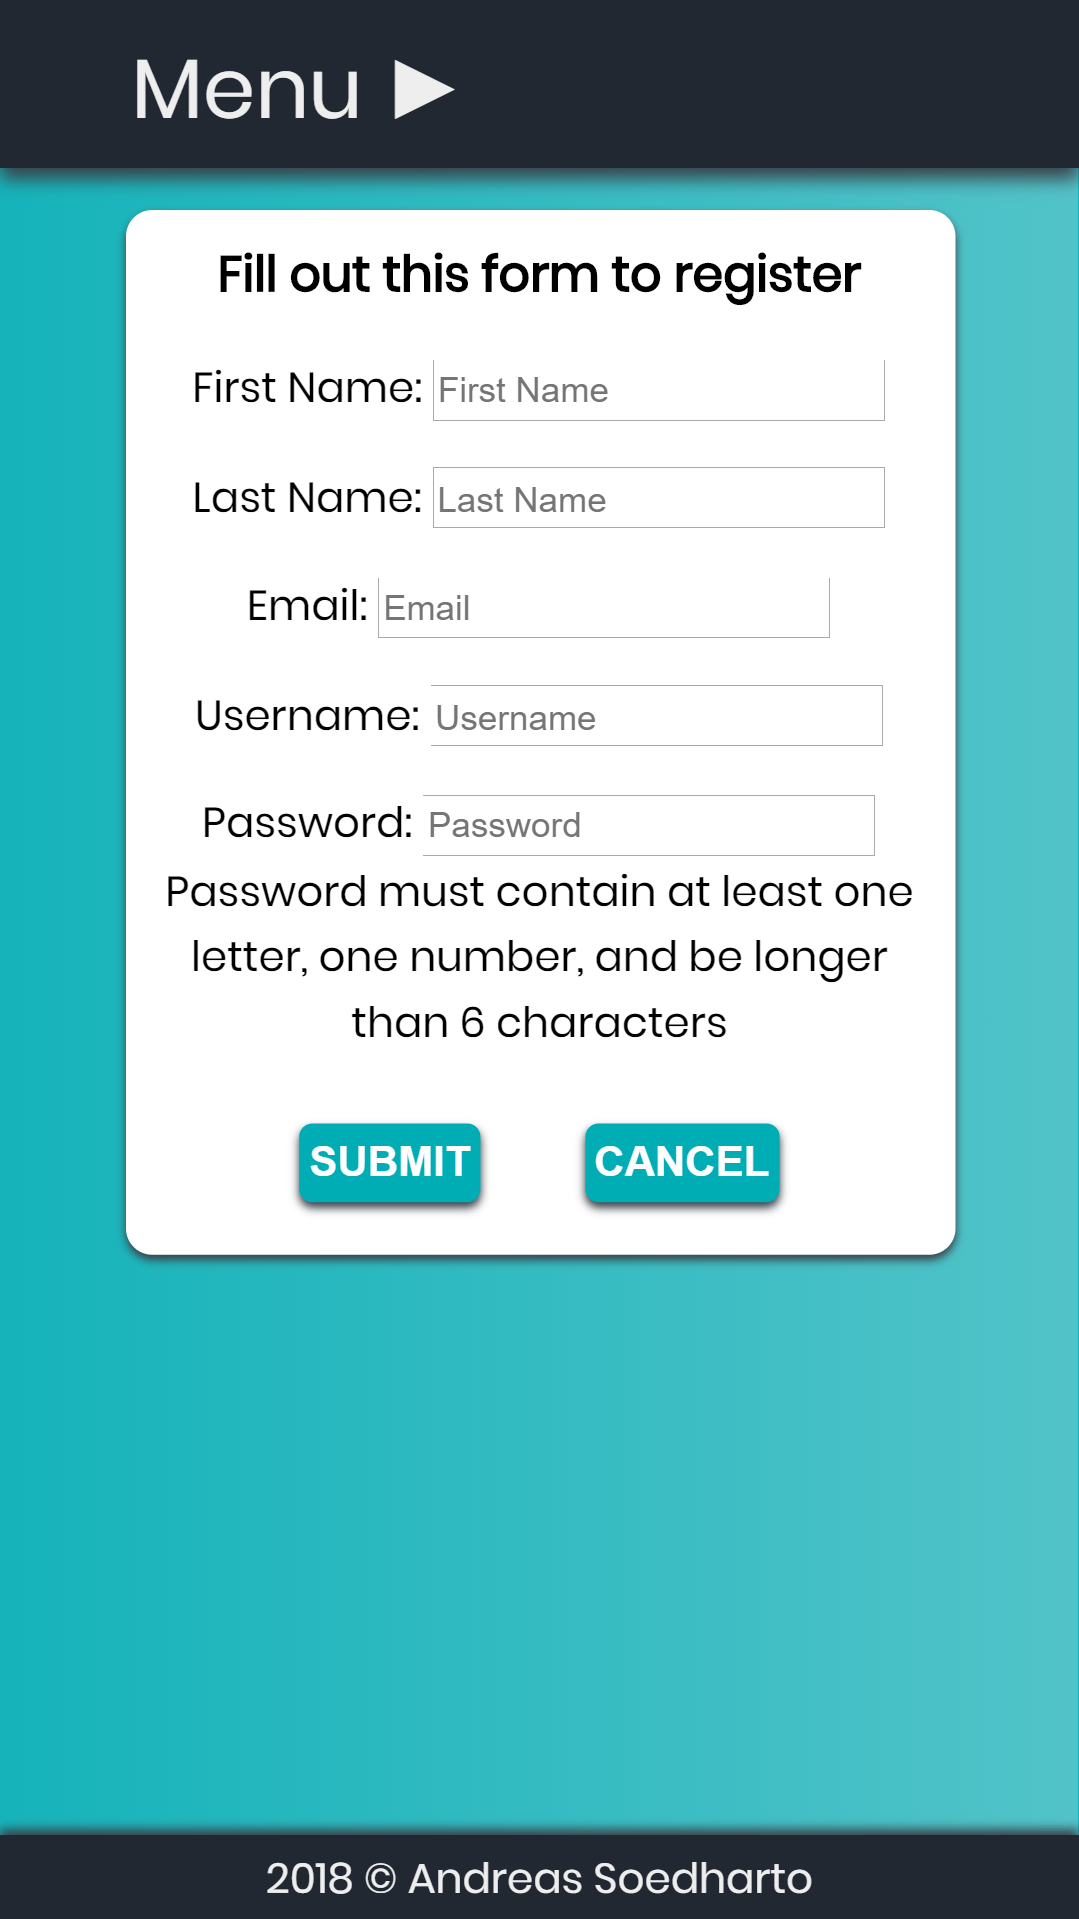 Menu ▶
Fill out this form to register
First Name: First Name
Last Name: Last Name
Email: Email
Username: Username
Password: Password
Password must contain at least one
letter, one number, and be longer
than 6 characters
SUBMIT CANCEL
2018 © Andreas Soedharto